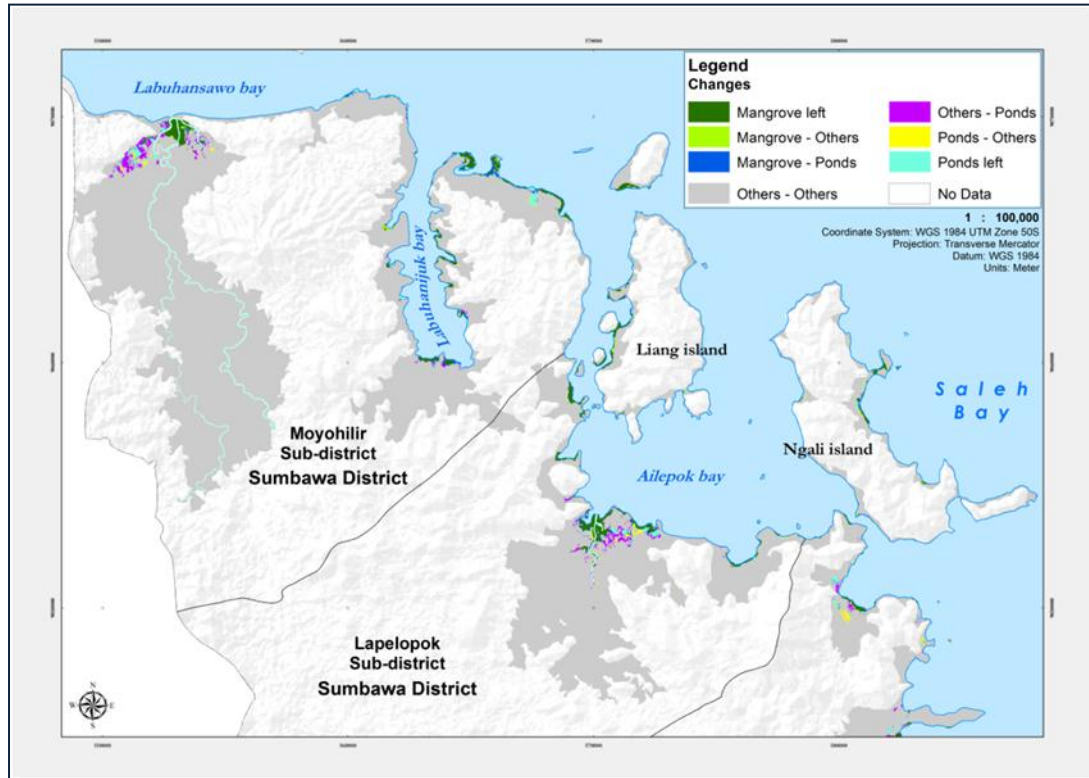 Labuhansawo bay
Legend
Changes
Mangrove left
Others - Ponds
Mangrove - Others
Ponds - Others
Mangrove - Ponds
Ponds left
Others - Others
No Data
1 : 100,000
Coordinate System: WGS 1984 UTM Zone 50S
Projection: Transverse Mercator
Datum: WGS 1984
Units: Meter
Labuhanijuk bay
Liang island
Saleh
Bay
Moyohilir
Sub-district
Sumbawa District
Ngali island
Ailepok bay
Lapelopok
Sub-district
Sumbawa District
N
W E
S